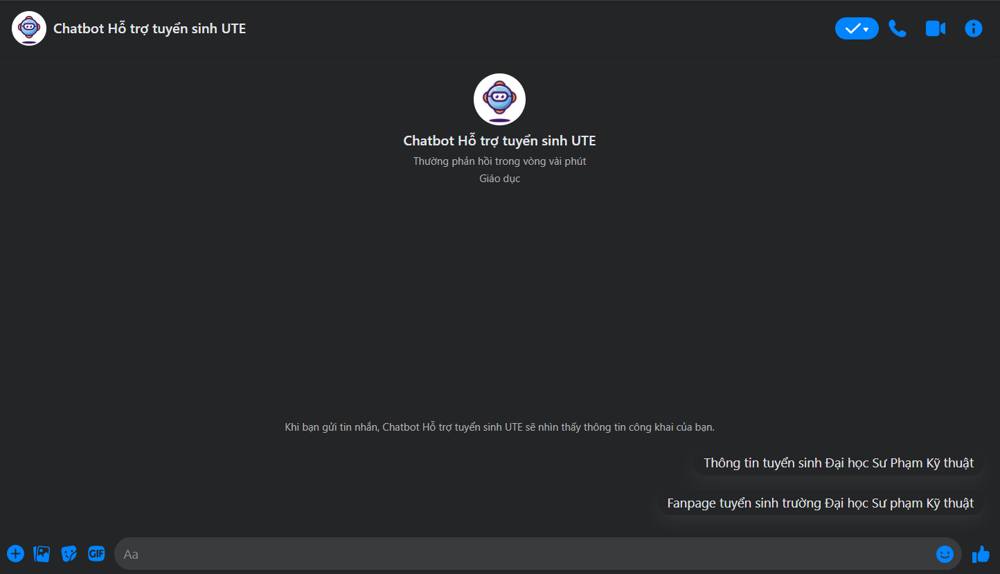 Chatbot Hỗ trợ tuyển sinh UTE
Chatbot Hỗ trợ tuyển sinh UTE
Thường phản hồi trong vòng vài phút
Giáo dục
Khi bạn gửi tin nhắn, Chatbot Hỗ trợ tuyển sinh UTE sẽ nhìn thấy thông tin công khai của bạn.
Thông tin tuyển sinh Đại học Sư Phạm Kỹ thuật
Fanpage tuyển sinh trường Đại học Sư phạm Kỹ thuật
GIF
Aa